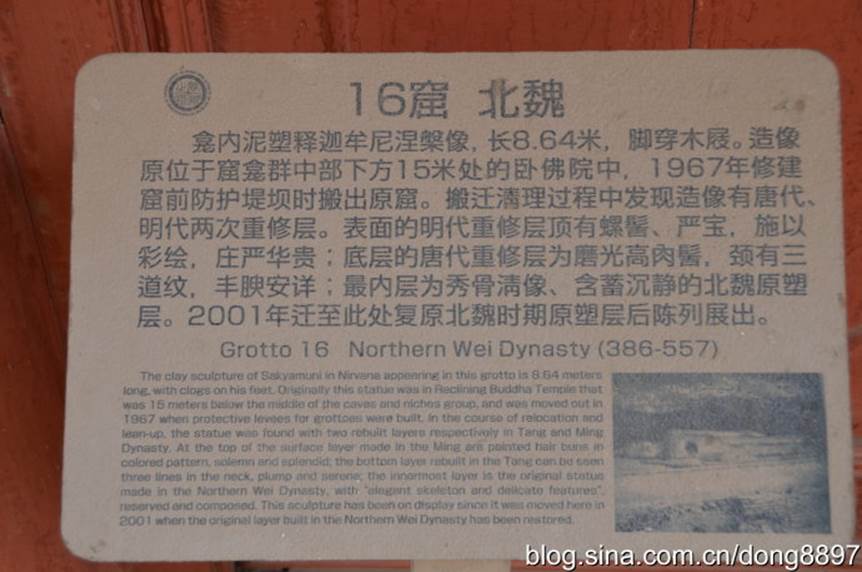 16窟 北魏
龛内泥塑释迦牟尼涅槃像，长8.64米，脚穿木屐。造像
原位于窟龛群中部下方15米处的卧佛院中，1967年修建
窟前防护堤坝时搬出原窟。搬迁清理过程中发现造像有唐代、
明代两次重修层。表面的明代重修层顶有螺髻、严宝，施以
彩绘，庄严华贵；底层的唐代重修层为磨光高肉髻，颈有三
道纹，丰腴安详；最内层为秀骨清像、含蓄沉静的北魏原塑
层。2001年迁至此处复原北魏时期原塑层后陈列展出。
Grotto 16 Northern Wei Dynasty (386-557)
The clay sculpture of Sakyamuni in Nirvana appearing in this grotto is 8.64 meters
long, with clogs on his feet. Originally this statue was in Reclining Buddha Temple that
was 15 meters below the middle of the caves and niches group, and was moved out in
1967 when protective levees for grottoes were built. In the course of relocation and
lean-up, the statue was found with two rebuilt layers respectively in Tang and Ming
Dynasty. At the top of the surface layer made in the Ming are painted hair buns in
colored pattern, solemn and splendid; the bottom layer rebuilt in the Tang can be seen
three lines in the neck, plump and serene; the innermost layer is the original statue
made in the Northern Wei Dynasty, with "elegant skeleton and delicate features",
reserved and composed. This sculpture has been on display since it was moved here in
2001 when the original layer built in the Northern Wei Dynasty has been restored.
blog.sina.com.cn/dong8897